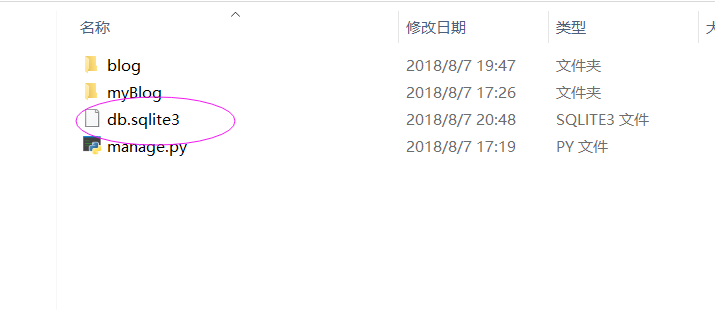 名称 修改日期 类型
blog 2018/8/7 19:47 文件夹
myBlog 2018/8/7 17:26 文件夹
db.sqlite3 2018/8/7 20:48 SQLITE3 文件
manage.py 2018/8/7 17:19 PY 文件